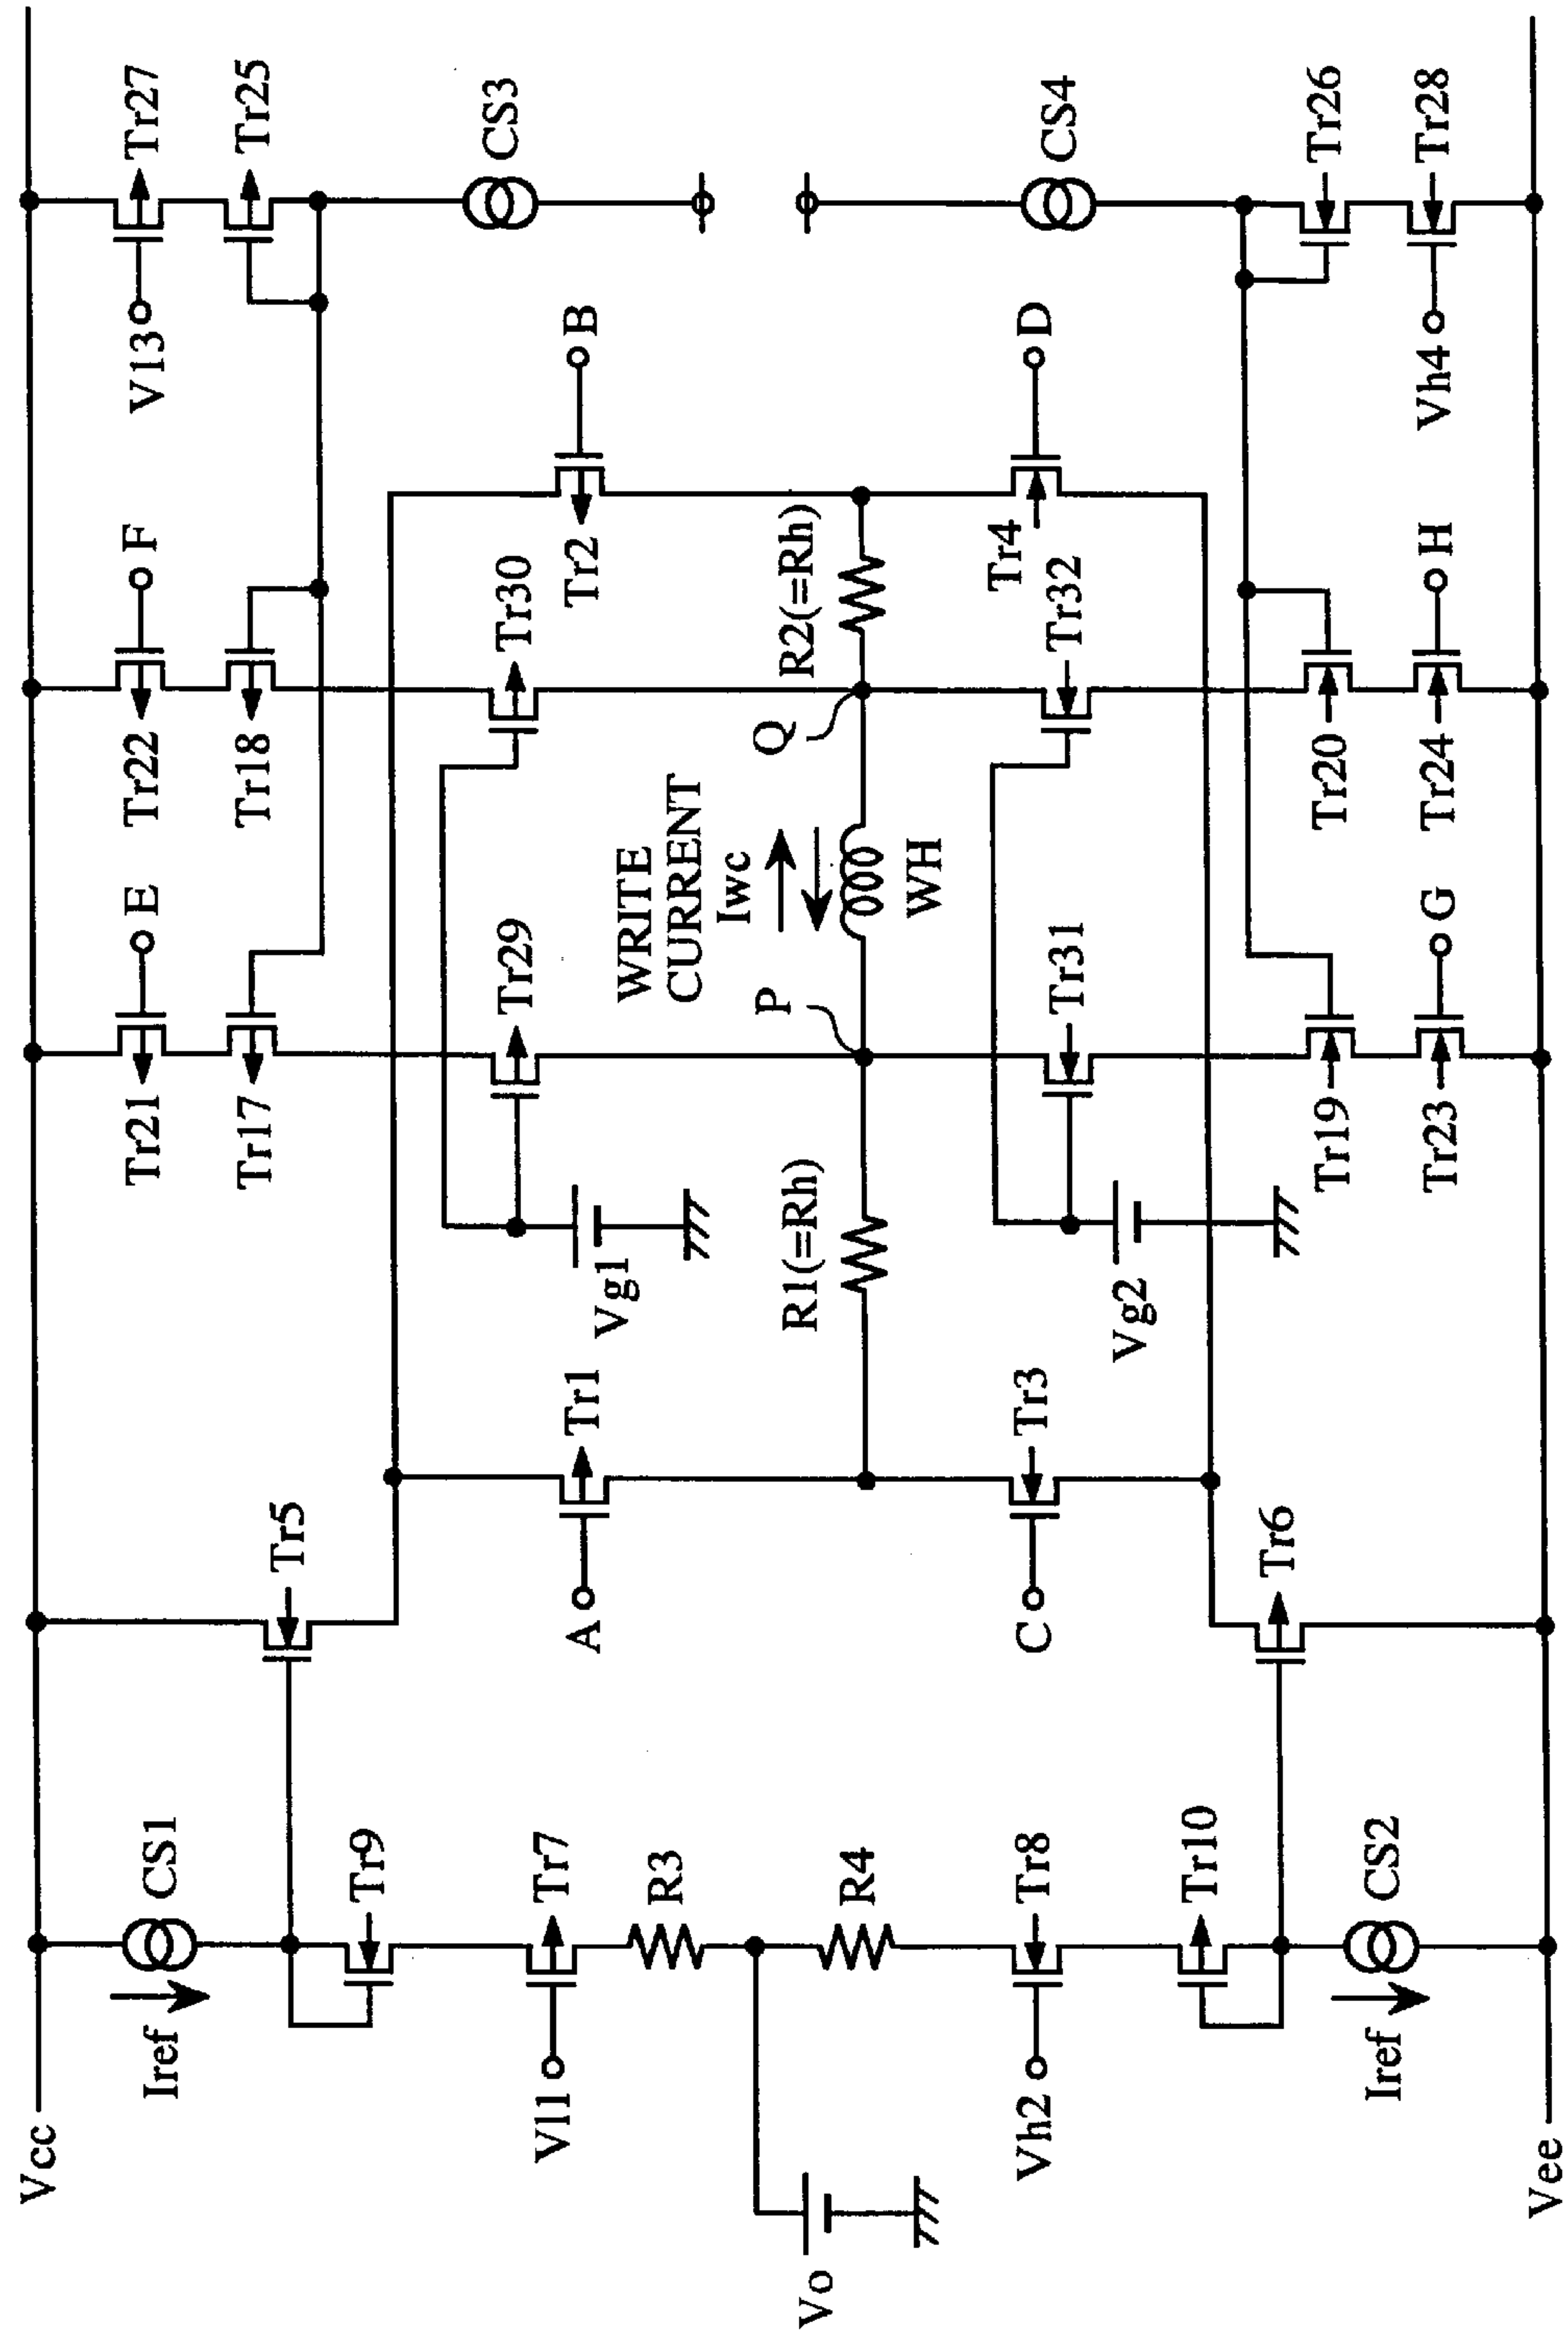 Vcc
Iref
CS1
Tr5
Tr21
E
Tr22
F
V13
Tr27
Tr17
Tr18
Tr25
Tr9
Tr29
Tr30
CS3
Vl1
Tr7
A
Tr1
Vg1
Tr2
B
R3
WRITE
CURRENT
Iwc
R1(=Rh)
P
Q
R2(=Rh)
Vo
R4
WH
Vh2
Tr8
C
Tr3
Tr31
Tr32
Tr4
D
CS4
Vg2
Tr10
Tr6
Tr19
Tr20
Tr26
Iref
CS2
Tr23
G
Tr24
H
Vh4
Tr28
Vee